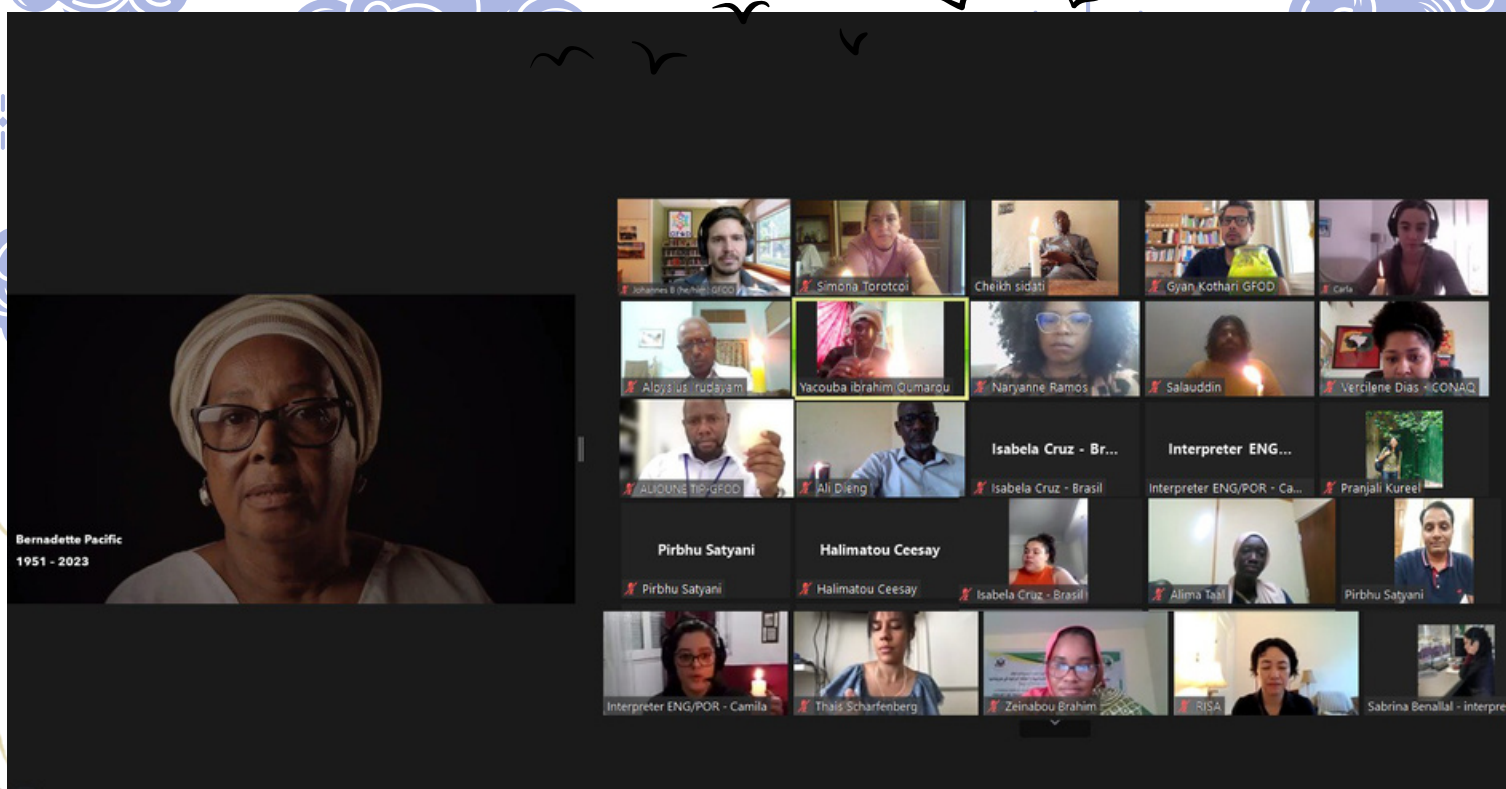 Bernadette Pacific
1951 - 2023
GFOD
Johannes B (he/him) GFOD
Simona Torotcoi
Cheikh sidati
Gyan Kothari GFOD
Carla
Aloysius Irudayam
Yacouba ibrahim Oumarou
Naryanne Ramos
Salauddin
Vercilene Dias - CONAQ
ALIOUNE TIP-GFOD
Ali Dieng
Isabela Cruz - Br...
Isabela Cruz - Brasil
Interpreter ENG...
Interpreter ENG/POR - Ca...
Pranjali Kureel
Pirbhu Satyani
Pirbhu Satyani
Halimatou Ceesay
Halimatou Ceesay
Isabela Cruz - Brasil
Alima Taal
Pirbhu Satyani
Interpreter ENG/POR - Camila
Thais Scharfenberg
Zeinabou Brahim
RISA
Sabrina Benallal - interpre